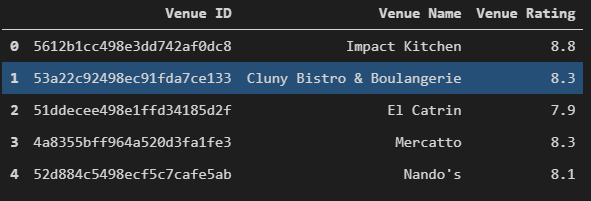 Venue ID Venue Name Venue Rating
0 5612b1cc498e3dd742af0dc8 Impact Kitchen 8.8
1 53a22c92498ec91fda7ce133 Cluny Bistro & Boulangerie 8.3
2 51ddecee498e1ffd34185d2f El Catrin 7.9
3 4a8355bff964a520d3fa1fe3 Mercatto 8.3
4 52d884c5498ecf5c7cafe5ab Nando's 8.1